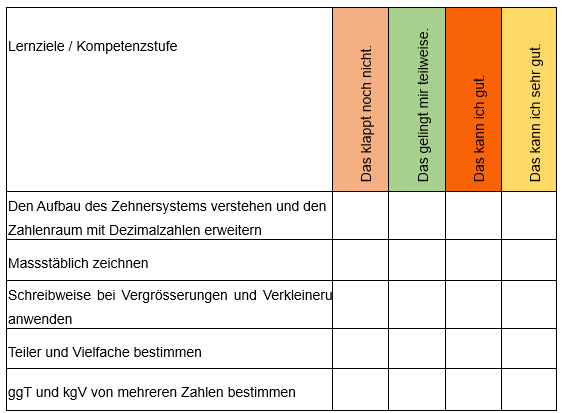 Lernziele / Kompetenzstufe
Das klappt noch nicht.
Das gelingt mir teilweise.
Das kann ich gut.
Das kann ich sehr gut.
Den Aufbau des Zehnersystems verstehen und den
Zahlenraum mit Dezimalzahlen erweitern
Massstäblich zeichnen
Schreibweise bei Vergrösserungen und Verkleineru
anwenden
Teiler und Vielfache bestimmen
ggT und kgV von mehreren Zahlen bestimmen